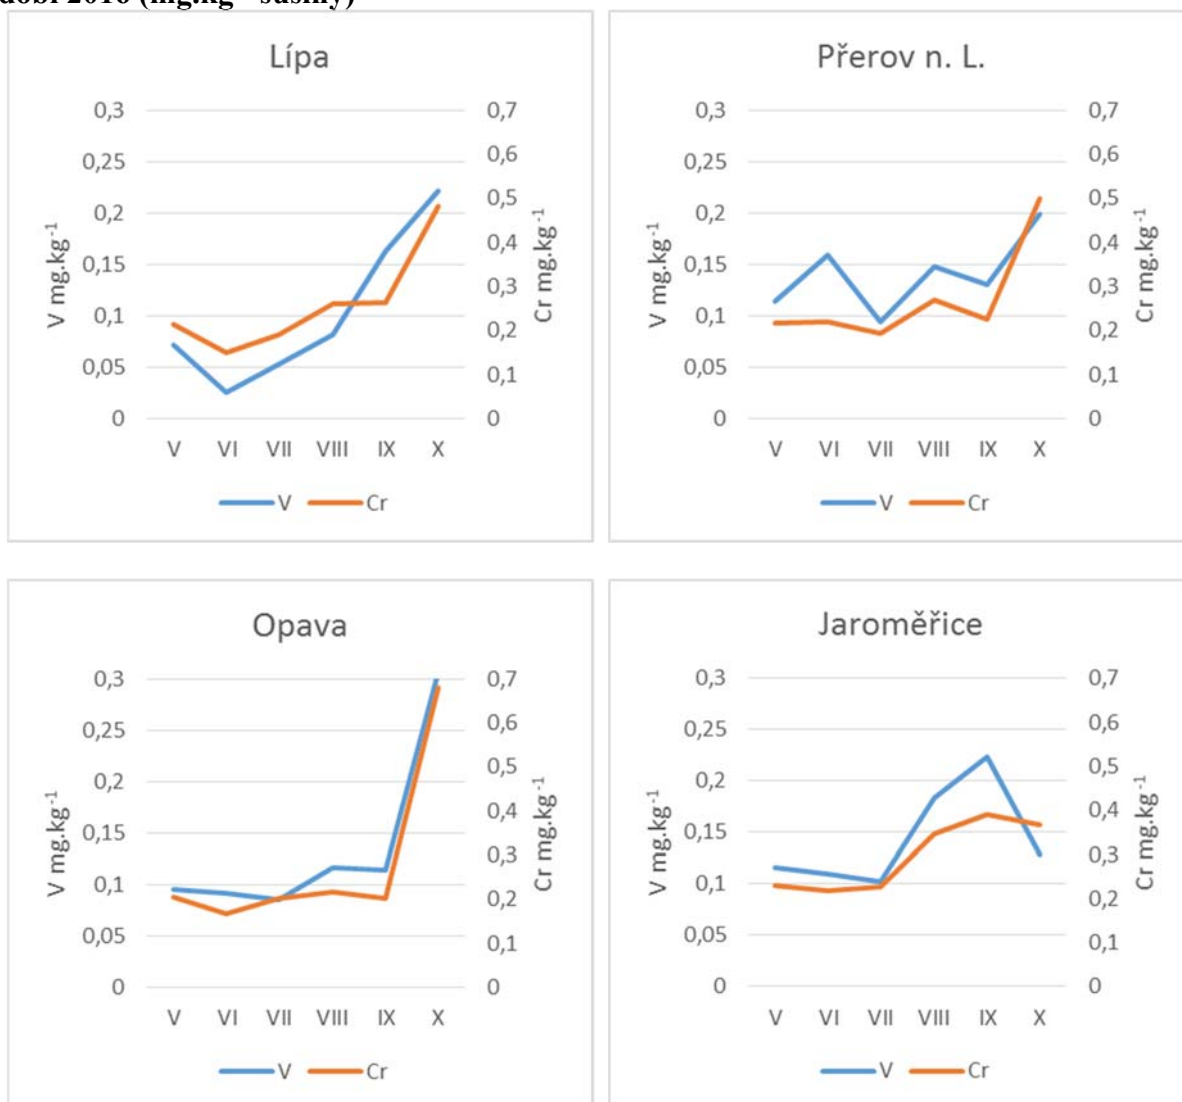 období 2016 (mg.kg⁻¹ sušiny)
Lípa
0,3
0,25
0,2
0,15
0,1
0,05
0
V mg.kg⁻¹
0,7
0,6
0,5
0,4
0,3
0,2
0,1
0
Cr mg.kg⁻¹
V VI VII VIII IX X
V Cr
Přerov n. L.
0,3
0,25
0,2
0,15
0,1
0,05
0
V mg.kg⁻¹
0,7
0,6
0,5
0,4
0,3
0,2
0,1
0
Cr mg.kg⁻¹
V VI VII VIII IX X
V Cr
Opava
0,3
0,25
0,2
0,15
0,1
0,05
0
V mg.kg⁻¹
0,7
0,6
0,5
0,4
0,3
0,2
0,1
0
Cr mg.kg⁻¹
V VI VII VIII IX X
V Cr
Jaroměřice
0,3
0,25
0,2
0,15
0,1
0,05
0
V mg.kg⁻¹
0,7
0,6
0,5
0,4
0,3
0,2
0,1
0
Cr mg.kg⁻¹
V VI VII VIII IX X
V Cr